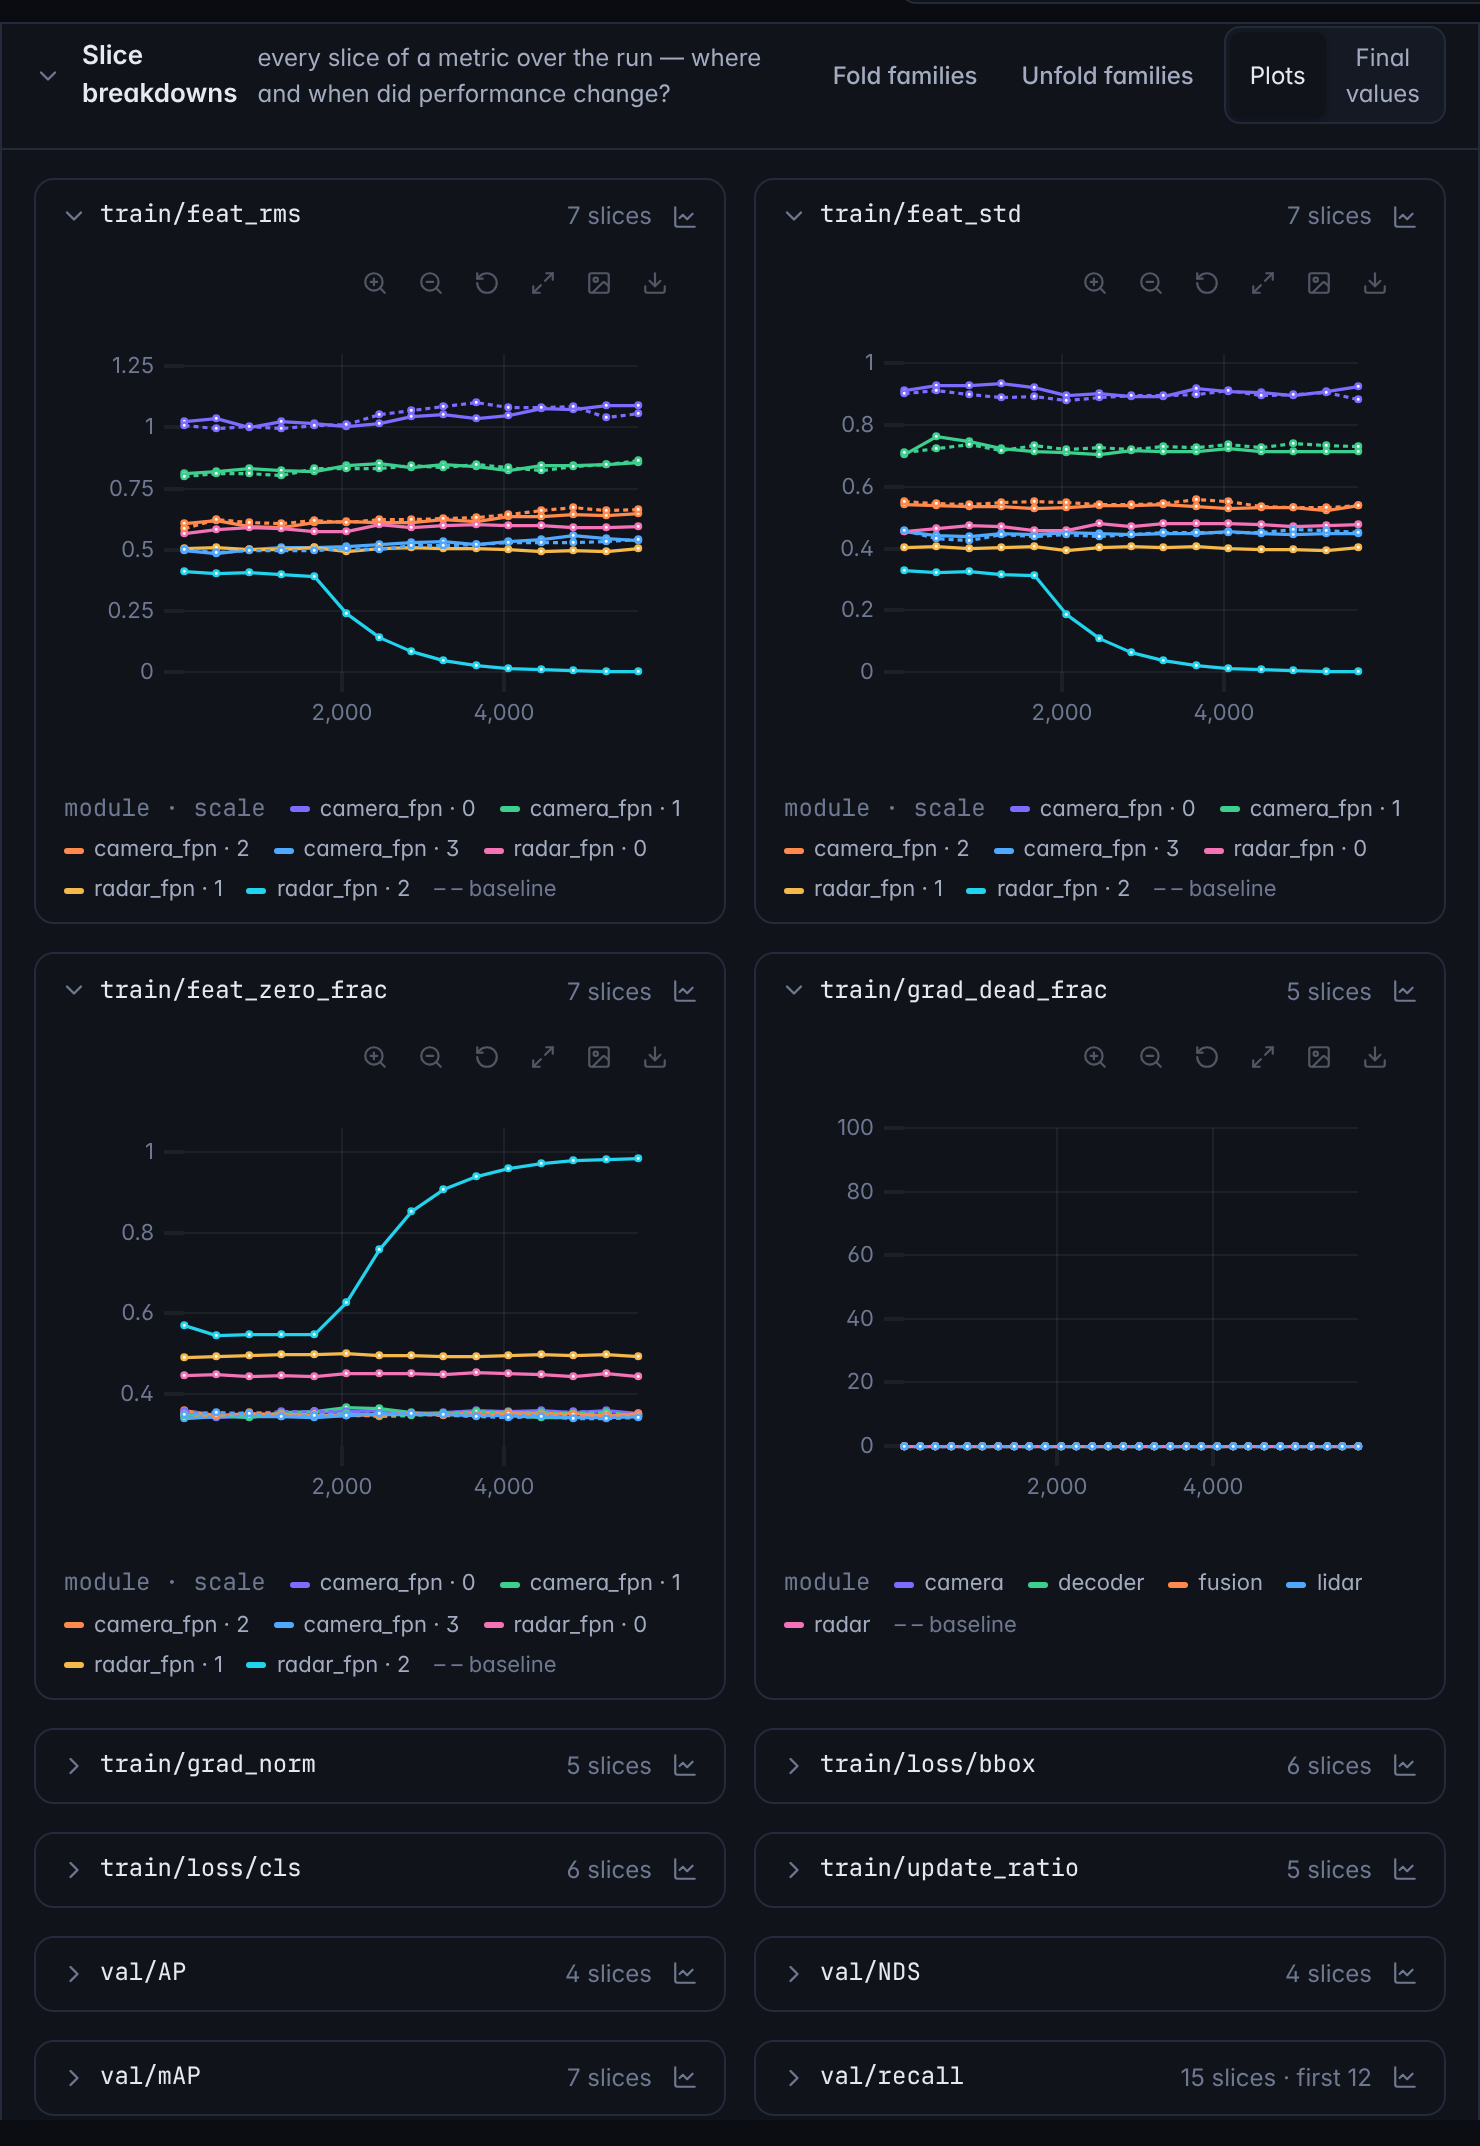 Slice breakdowns
every slice of a metric over the run — where and when did performance change?
Fold families
Unfold families
Plots
Final values
train/feat_rms
7 slices
1.25
1
0.75
0.5
0.25
0
2,000
4,000
module · scale camera_fpn · 0 camera_fpn · 1
camera_fpn · 2 camera_fpn · 3 radar_fpn · 0
radar_fpn · 1 radar_fpn · 2 -- baseline
train/feat_std
7 slices
1
0.8
0.6
0.4
0.2
0
2,000
4,000
module · scale camera_fpn · 0 camera_fpn · 1
camera_fpn · 2 camera_fpn · 3 radar_fpn · 0
radar_fpn · 1 radar_fpn · 2 -- baseline
train/feat_zero_frac
7 slices
1
0.8
0.6
0.4
2,000
4,000
module · scale camera_fpn · 0 camera_fpn · 1
camera_fpn · 2 camera_fpn · 3 radar_fpn · 0
radar_fpn · 1 radar_fpn · 2 -- baseline
train/grad_dead_frac
5 slices
100
80
60
40
20
0
2,000
4,000
module camera decoder fusion lidar
radar -- baseline
train/grad_norm
5 slices
train/loss/bbox
6 slices
train/loss/cls
6 slices
train/update_ratio
5 slices
val/AP
4 slices
val/NDS
4 slices
val/mAP
7 slices
val/recall
15 slices · first 12